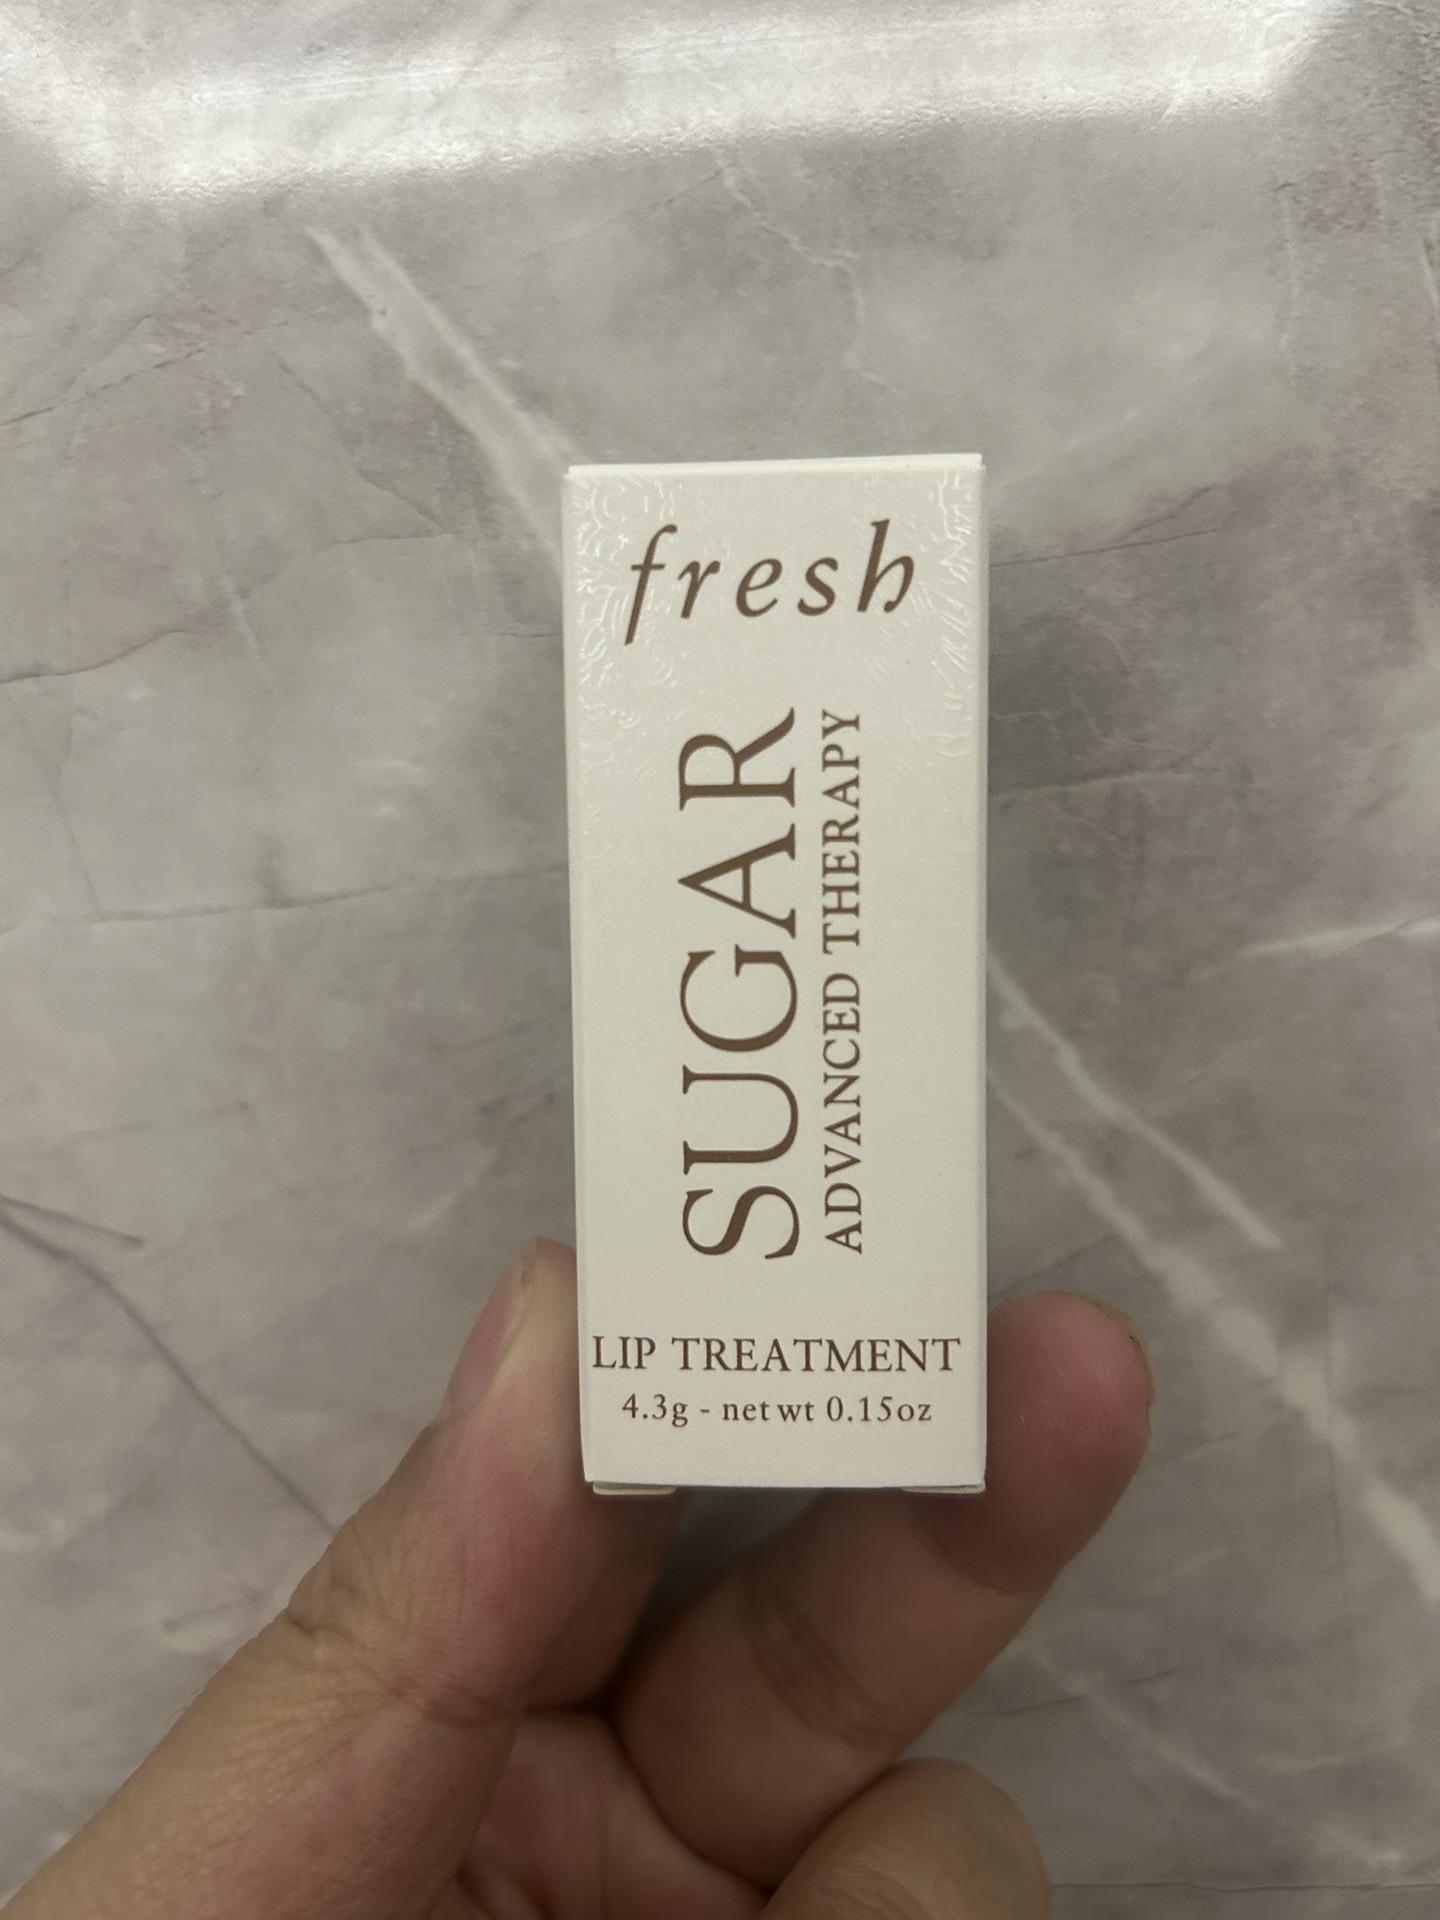 fresh
SUGAR
ADVANCED THERAPY
LIP TREATMENT
4.3g - net wt 0.15oz